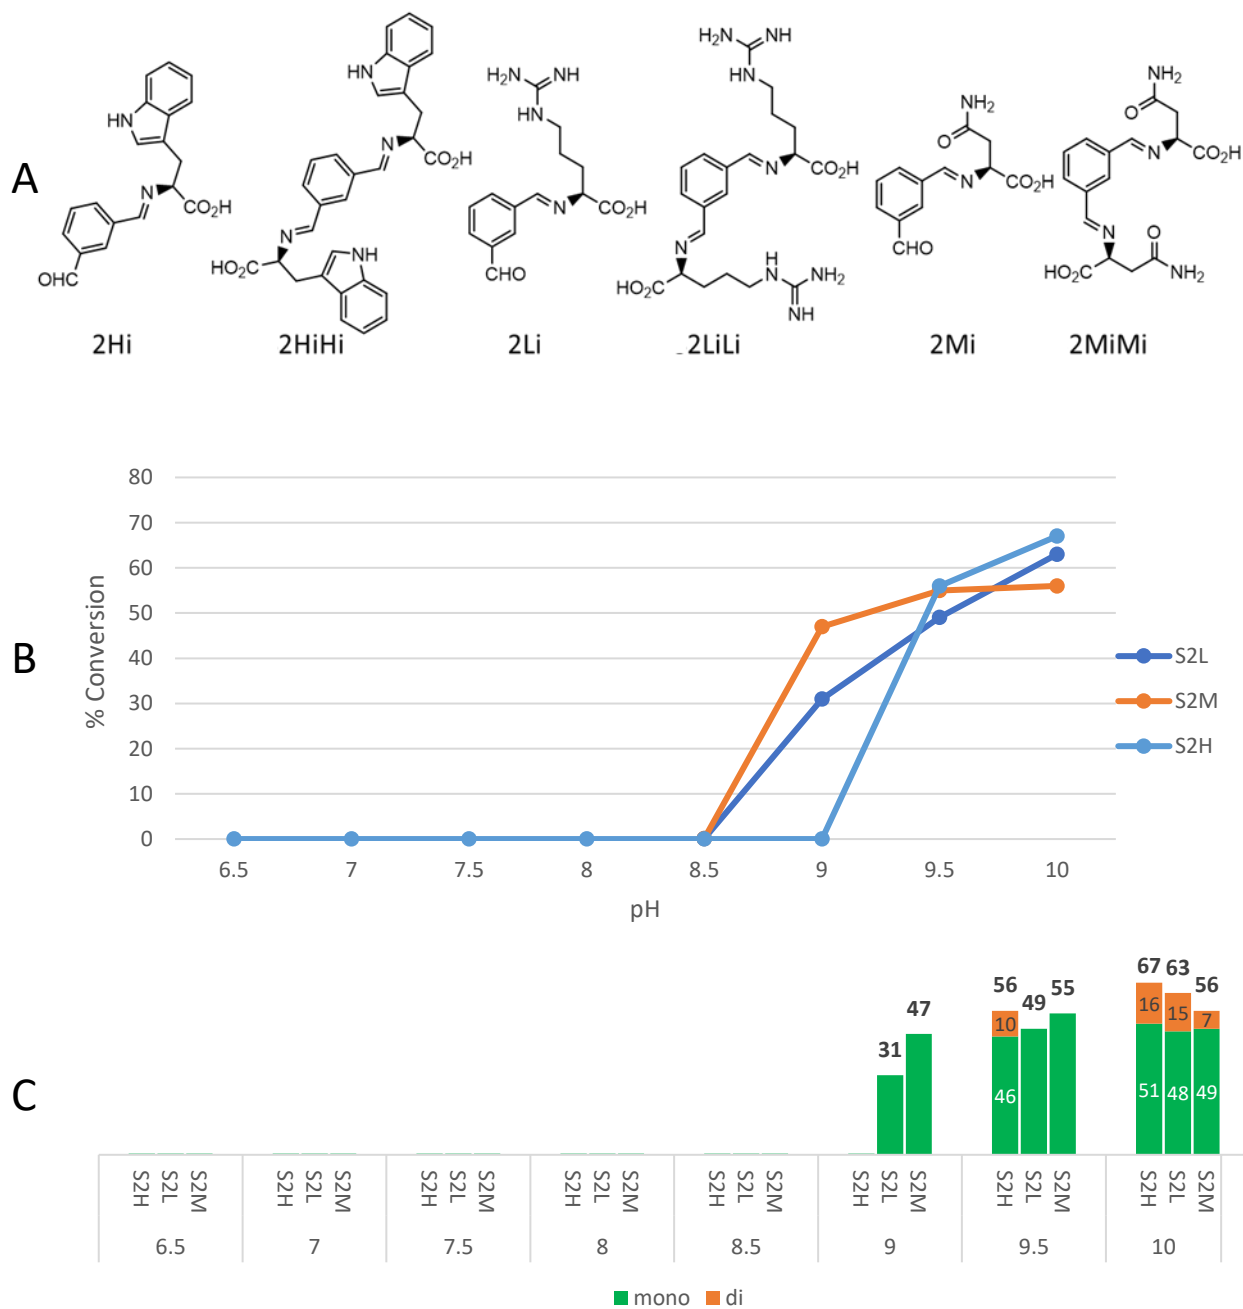 A
HN
N
CO₂H
CHO
2Hi
HN
N
CO₂H
N
HO₂C
NH
2HiHi
H₂N
NH
HN
N
CO₂H
CHO
2Li
H₂N
NH
HN
N
CO₂H
N
HO₂C
H
N
NH₂
NH
2LiLi
NH₂
O
N
CO₂H
CHO
2Mi
NH₂
O
N
CO₂H
N
O
HO₂C
NH₂
2MiMi
B
% Conversion
80
70
60
50
40
30
20
10
0
6.5 7 7.5 8 8.5 9 9.5 10
pH
S2L
S2M
S2H
C
31 47
56 49 55
10
46
67 63 56
16 15 7
51 48 49
S2H S2L S2M S2H S2L S2M S2H S2L S2M S2H S2L S2M S2H S2L S2M S2H S2L S2M S2H S2L S2M S2H S2L S2M
6.5 7 7.5 8 8.5 9 9.5 10
mono di